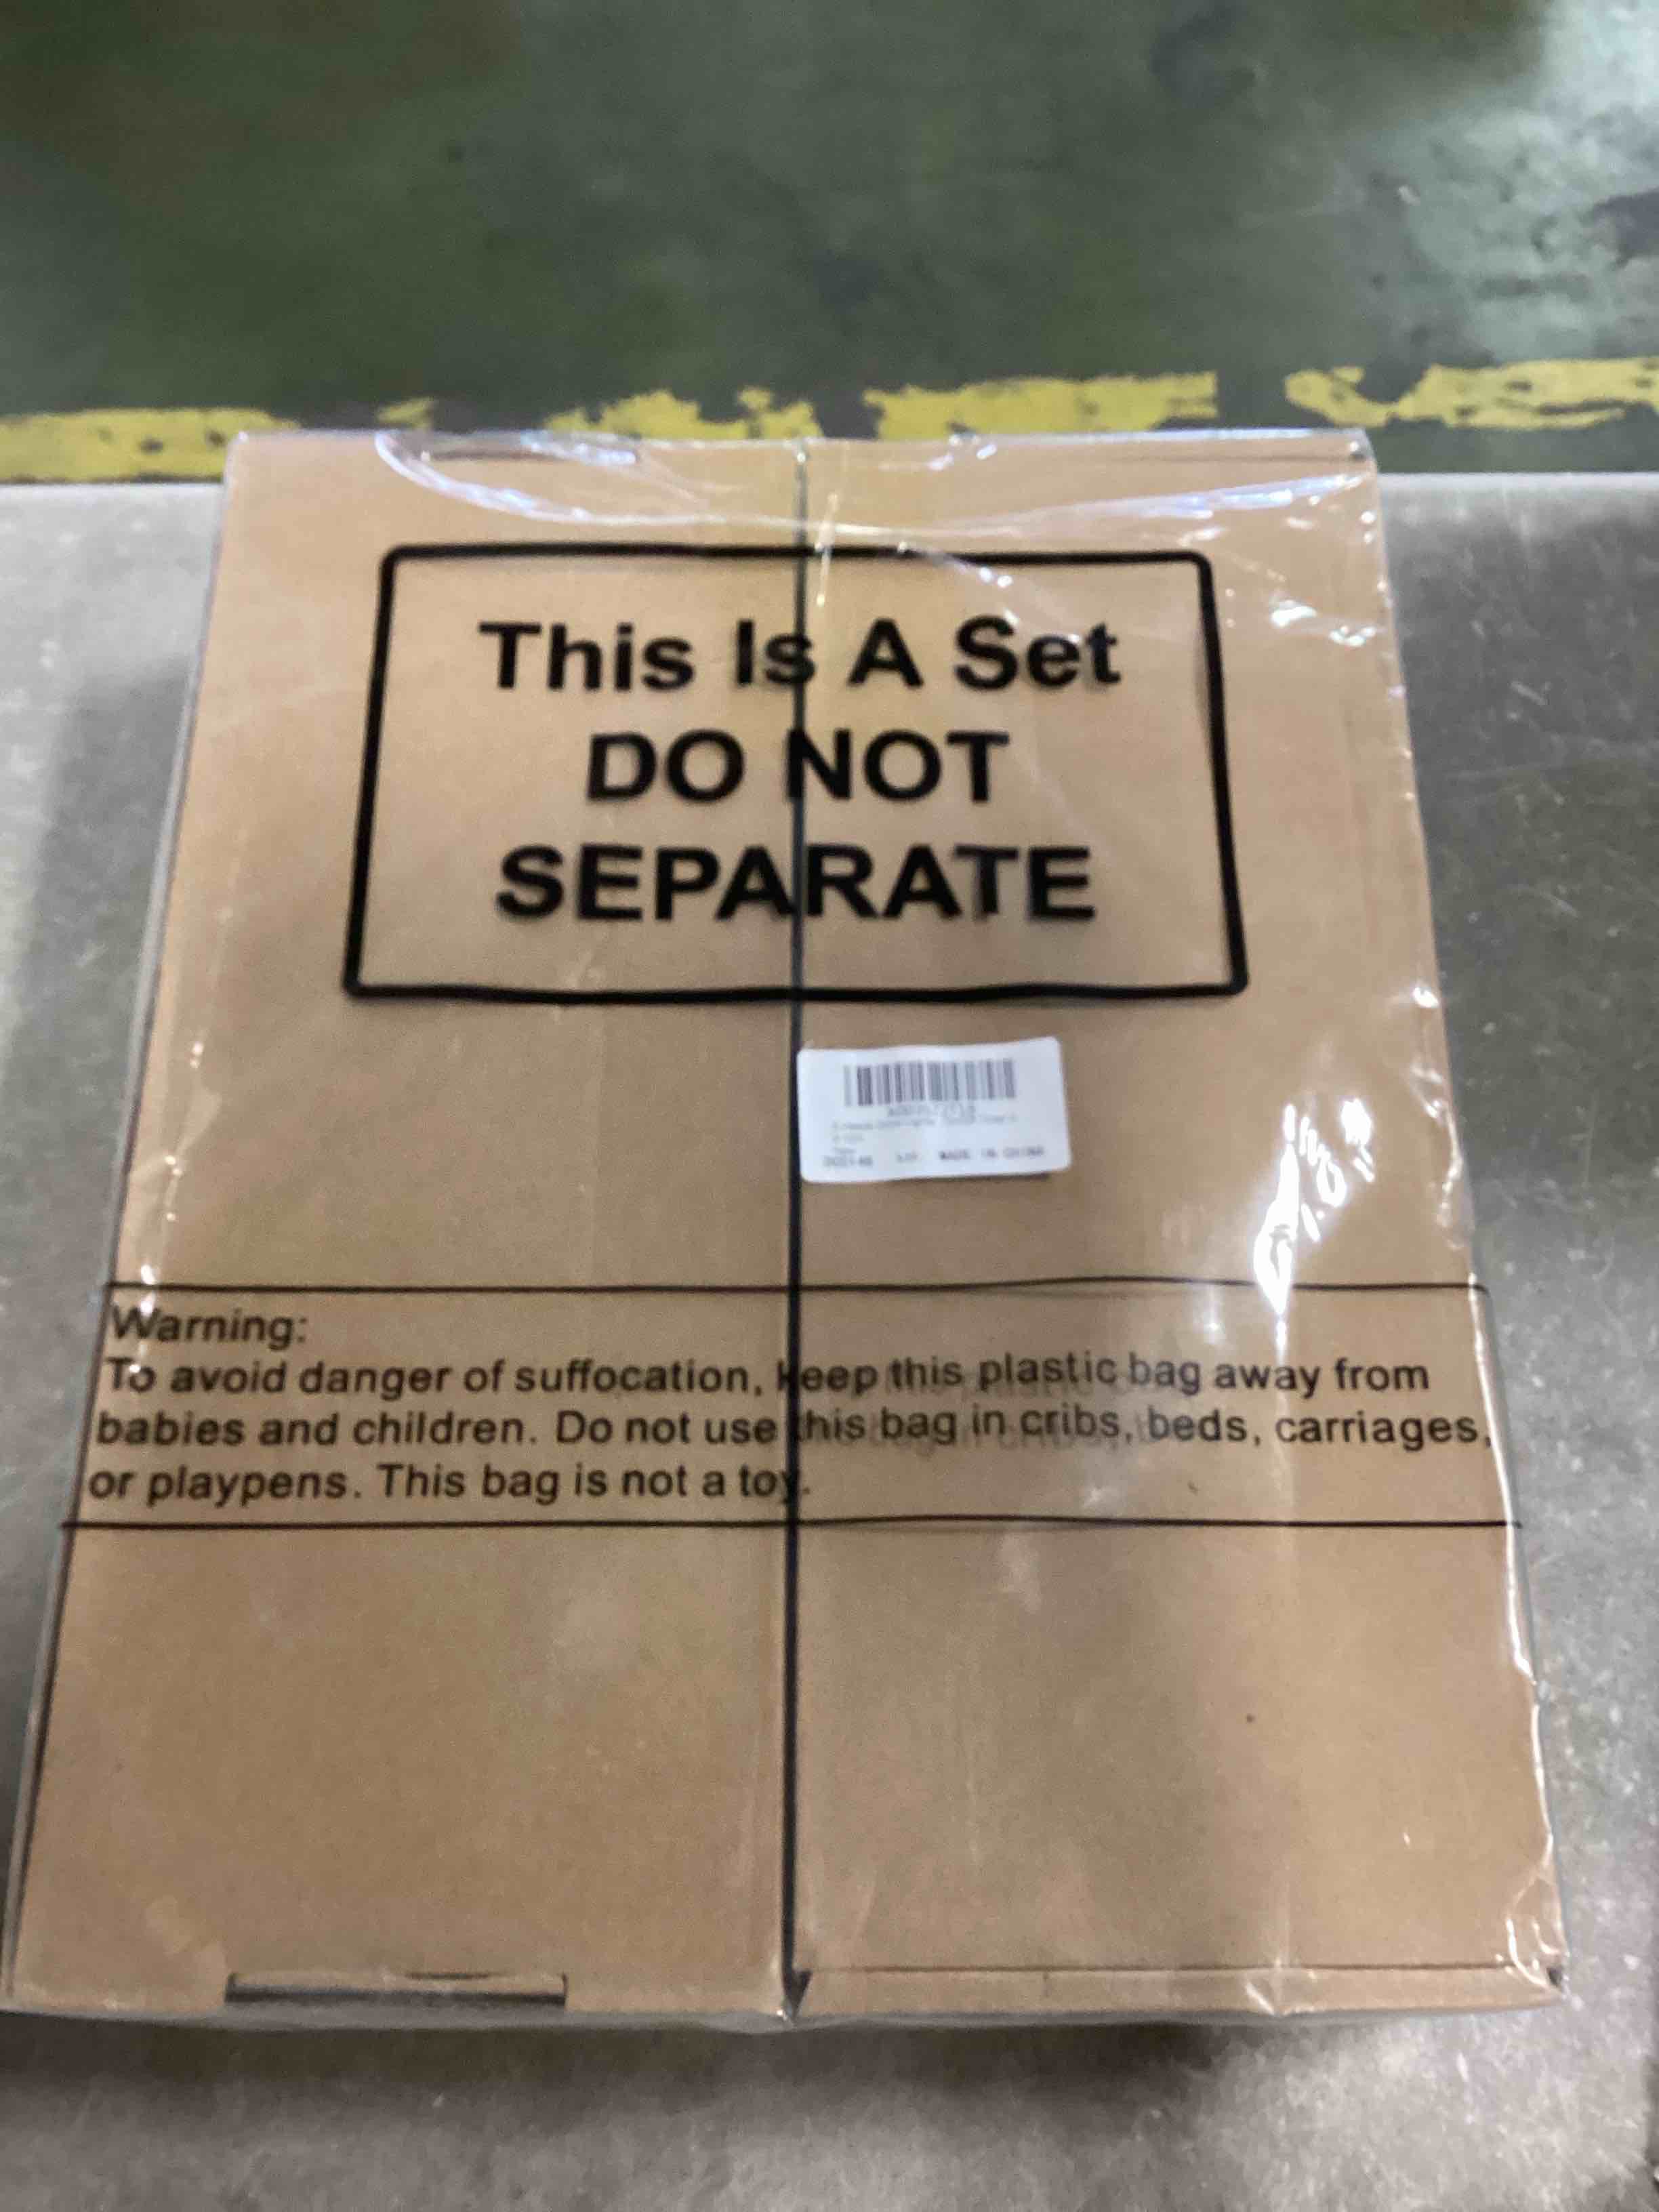 This Is A Set
DO NOT
SEPARATE
MADE IN CHINA
Warning:
To avoid danger of suffocation, keep this plastic bag away from
babies and children. Do not use this bag in cribs, beds, carriages,
or playpens. This bag is not a toy.